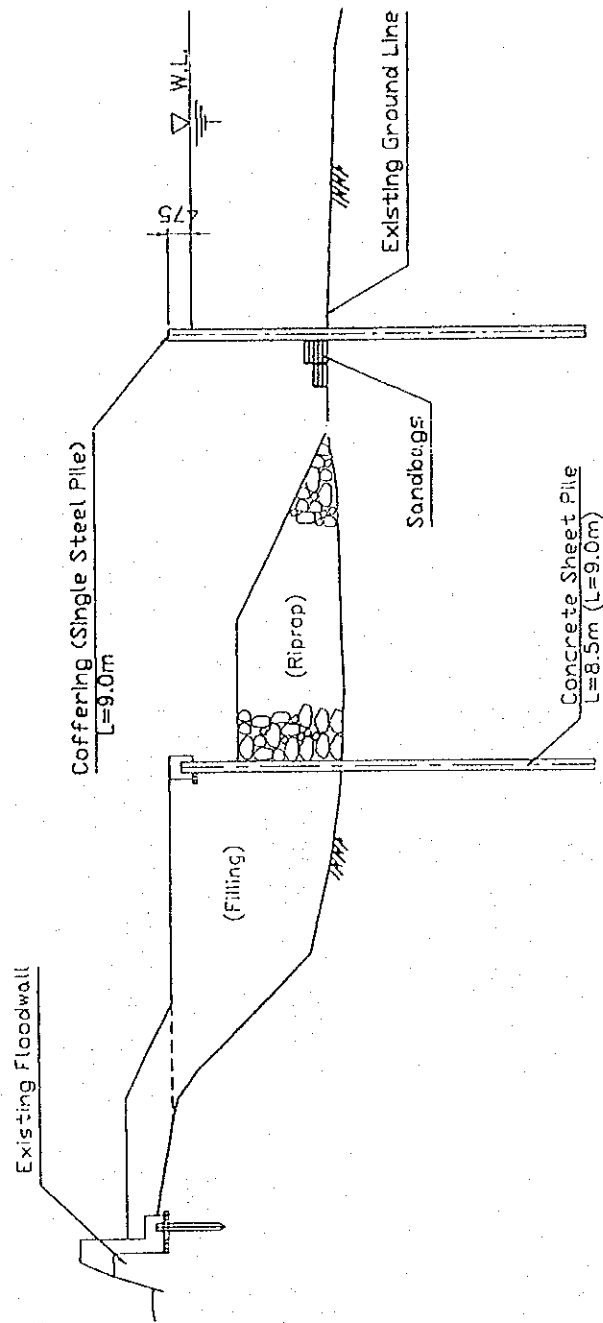 Existing Floodwall
Coffering (Single Steel Pile)
L=9.0m
475
W.L.
(Filling)
(Riprap)
Existing Ground Line
Sandbags
Concrete Sheet Pile
L=8.5m (L=9.0m)